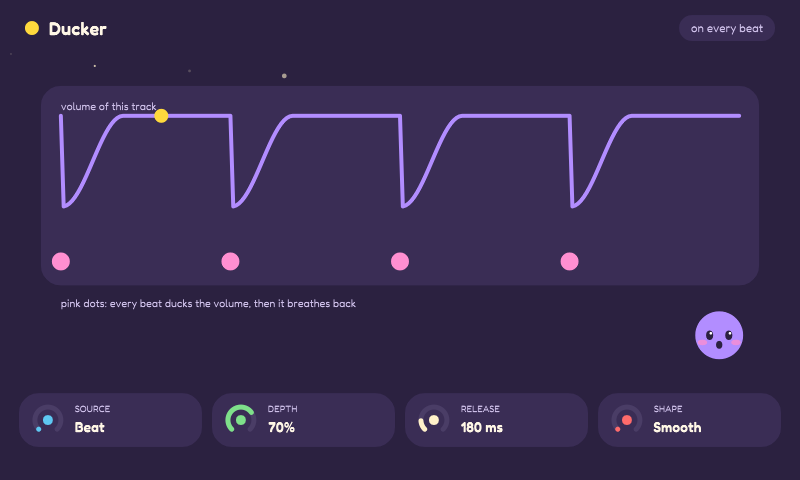 Ducker
on every beat
volume of this track
pink dots: every beat ducks the volume, then it breathes back
SOURCE
Beat
DEPTH
70%
RELEASE
180 ms
SHAPE
Smooth